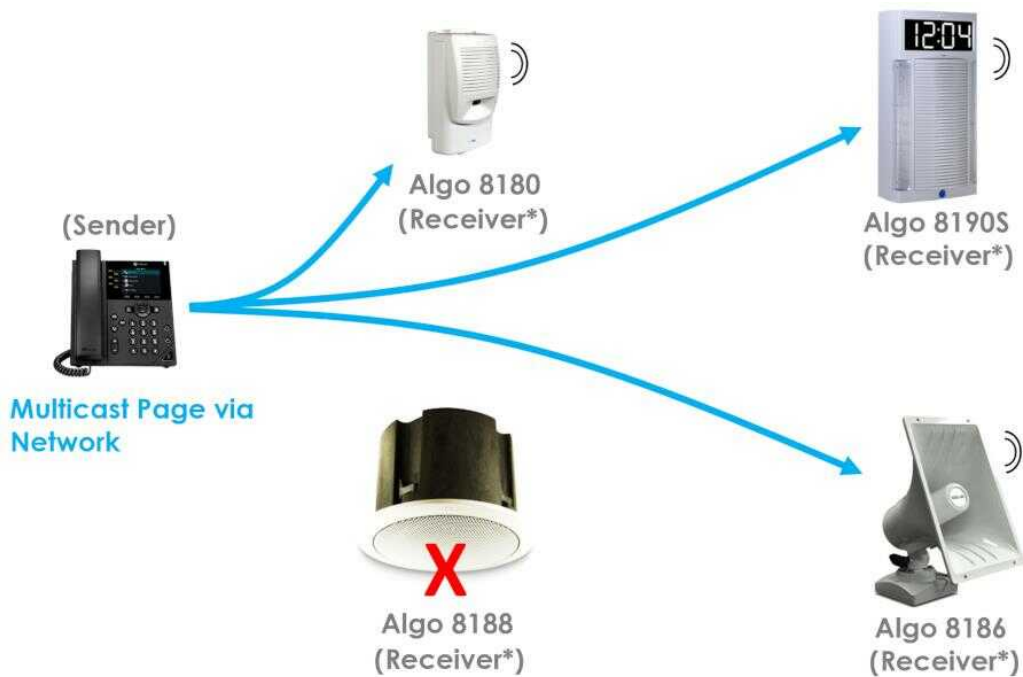 12:04
Algo 8180
(Receiver*)
Algo 8190S
(Receiver*)
(Sender)
Multicast Page via
Network
X
Algo 8188
(Receiver*)
Algo 8186
(Receiver*)